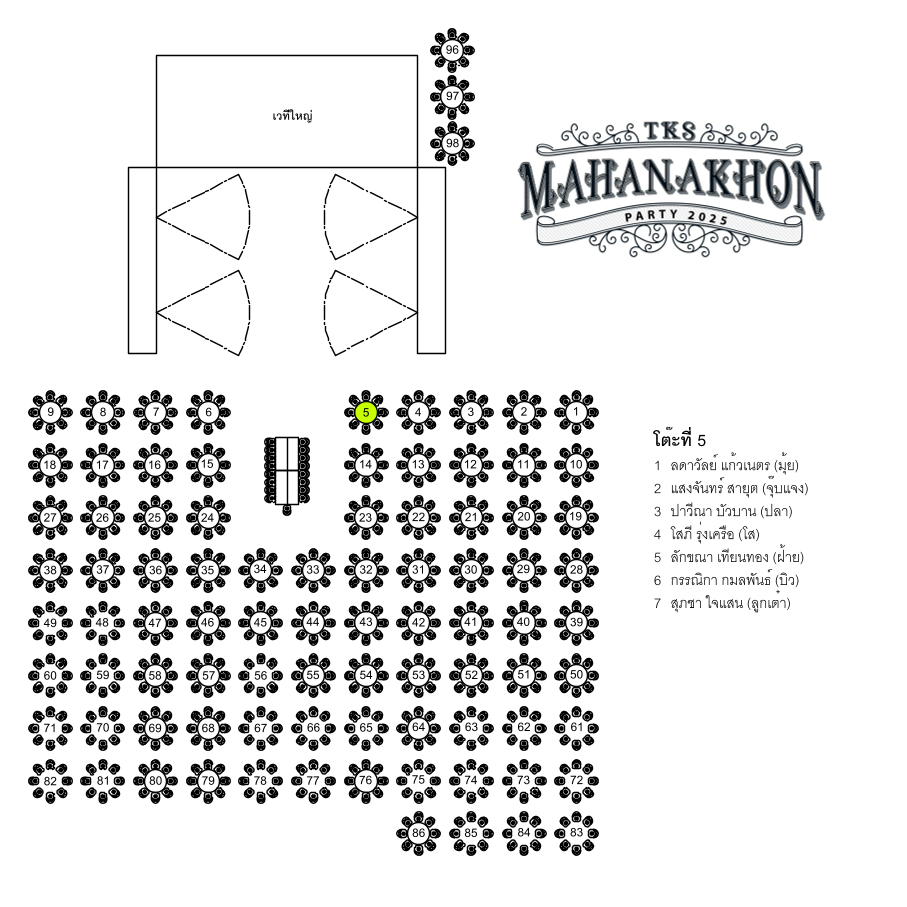 96
97
เวทีใหญ่
98
TKS
MAHANAKHON
PARTY 2025
9 8 7 6 5 4 3 2 1
18 17 16 15 14 13 12 11 10
27 26 25 24 23 22 21 20 19
38 37 36 35 34 33 32 31 30 29 28
49 48 47 46 45 44 43 42 41 40 39
60 59 58 57 56 55 54 53 52 51 50
71 70 69 68 67 66 65 64 63 62 61
82 81 80 79 78 77 76 75 74 73 72
86 85 84 83
โต๊ะที่ 5
1 ลดาวัลย์ แก้วเนตร (มุ้ย)
2 แสงจันทร์ สายุต (จุ๊บแจง)
3 ปาวีณา บัวบาน (ปลา)
4 โสภี รุ่งเครือ (โส)
5 ลักขณา เทียนทอง (ฝ้าย)
6 กรรณิกา กมลพันธ์ (บิว)
7 สุภชา ใจแสน (ลูกเต๋า)